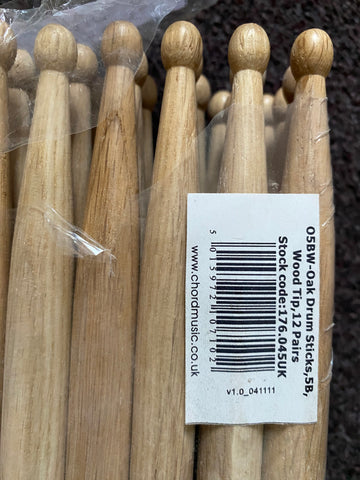 O5BW-Oak Drum Sticks,5B,
Wood Tip,12 Pairs
Stock code:176.045UK
5 015972 107102
www.chordmusic.co.uk
v1.0_041111